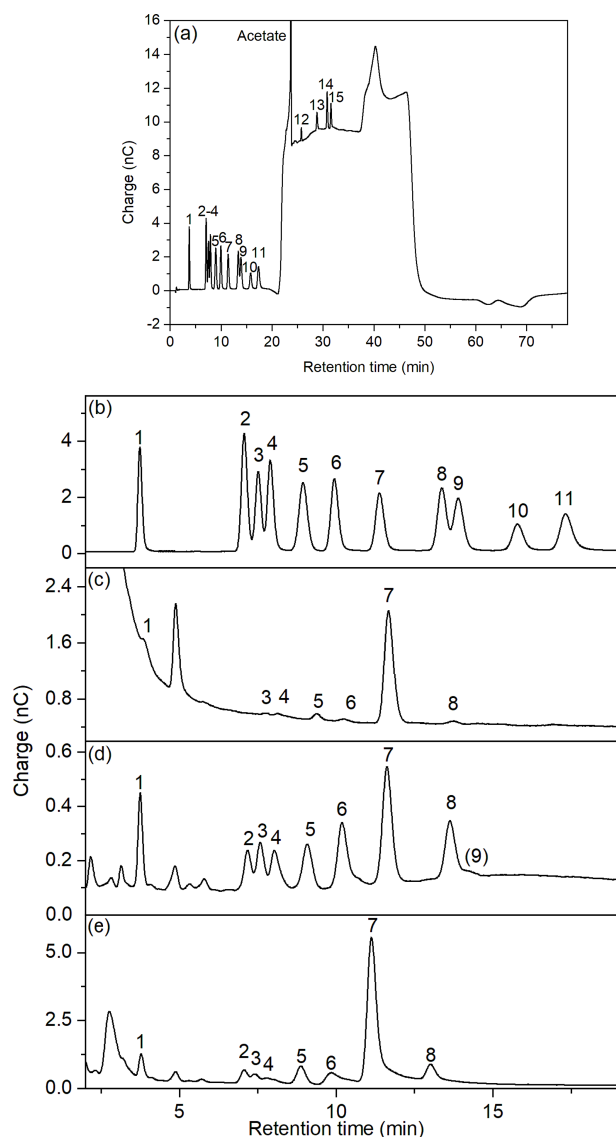 (a)
Acetate
16
14
12
10
8
6
4
2
0
-2
1
2-4
5
6
7
8
9
10
11
12
13
14
15
0 10 20 30 40 50 60 70
Charge (nC)
Retention time (min)
(b)
4
2
0
1 2 3 4 5 6 7 8 9 10 11
(c)
2.4
1.6
0.8
1 3 4 5 6 7 8
Charge (nC)
(d)
0.6
0.4
0.2
0.0
1 2 3 4 5 6 7 8 (9)
(e)
5.0
2.5
0.0
1 2 3 4 5 6 7 8
5 10 15
Retention time (min)